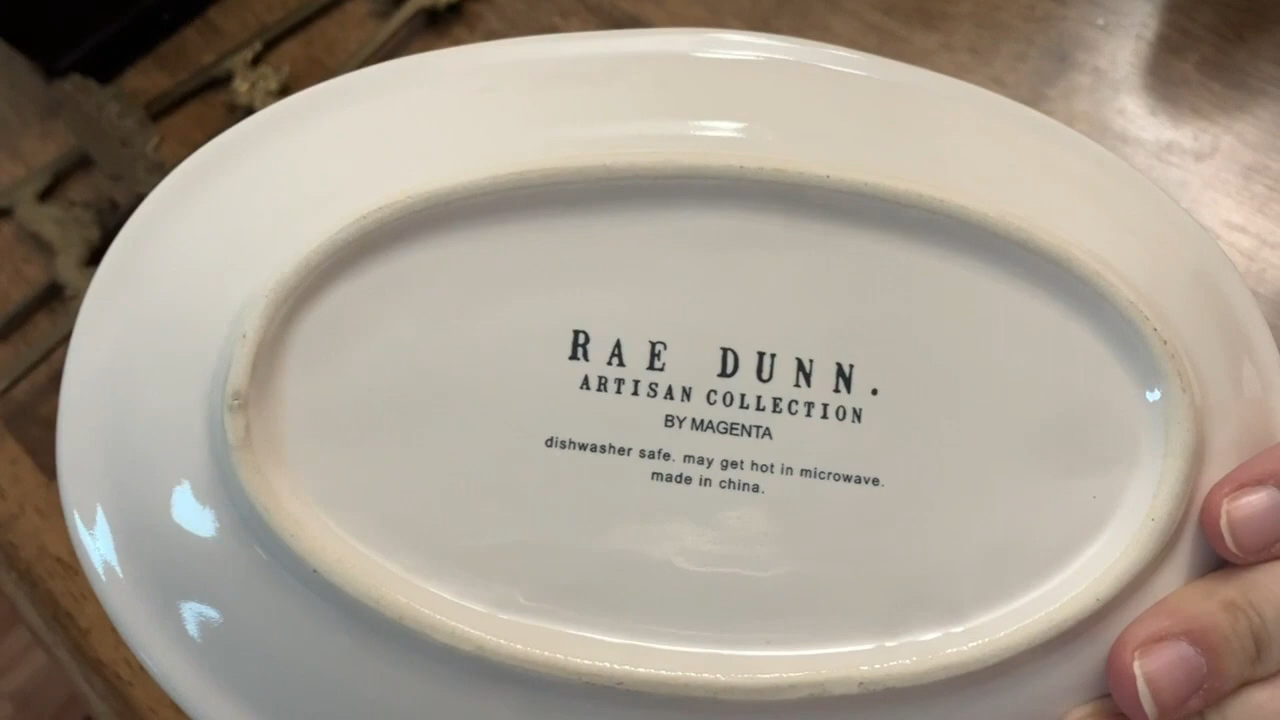 RAE DUNN.
ARTISAN COLLECTION
BY MAGENTA
dishwasher safe. may get hot in microwave.
made in china.